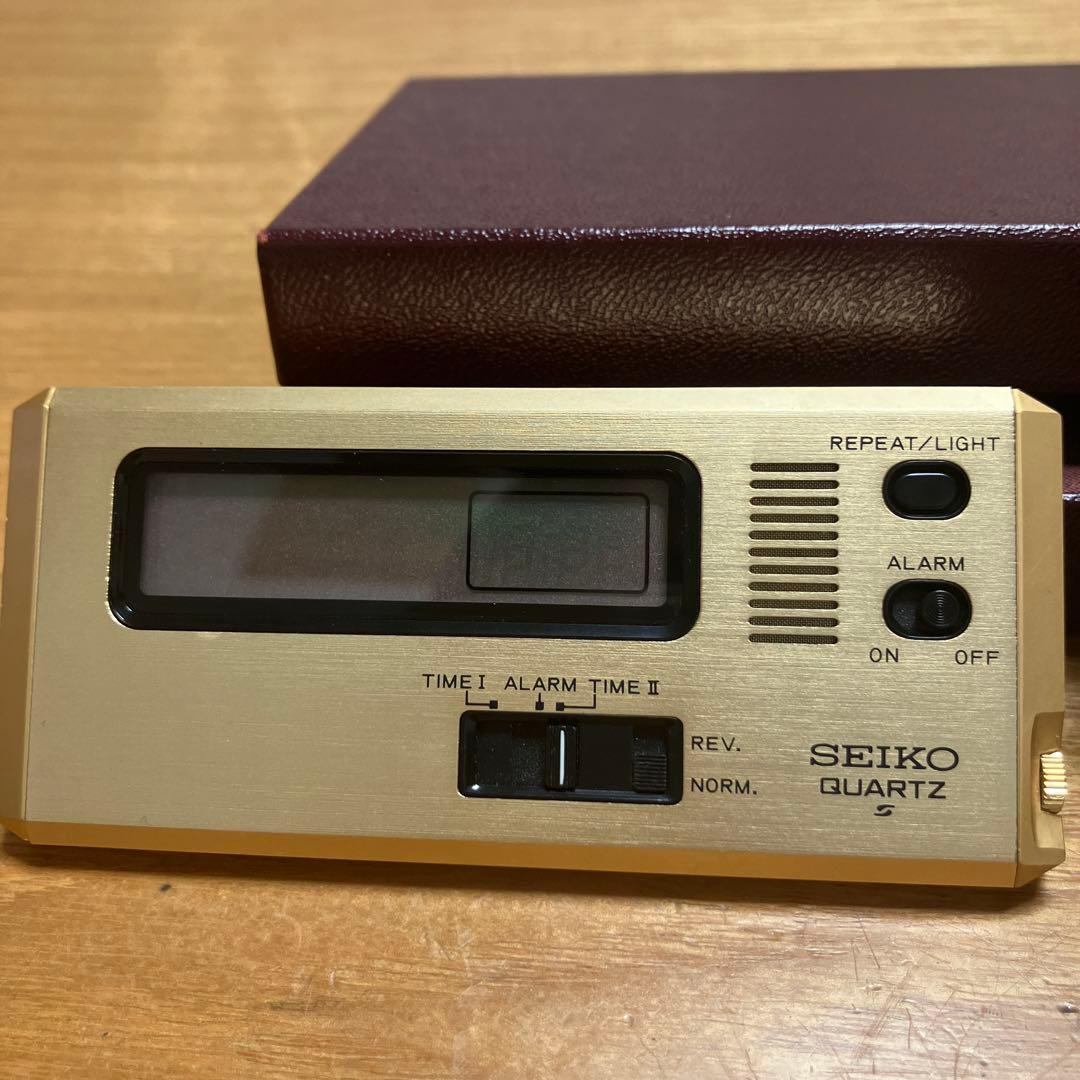 REPEAT/LIGHT
ALARM
ON OFF
TIME I ALARM TIME II
REV.
NORM.
SEIKO
QUARTZ